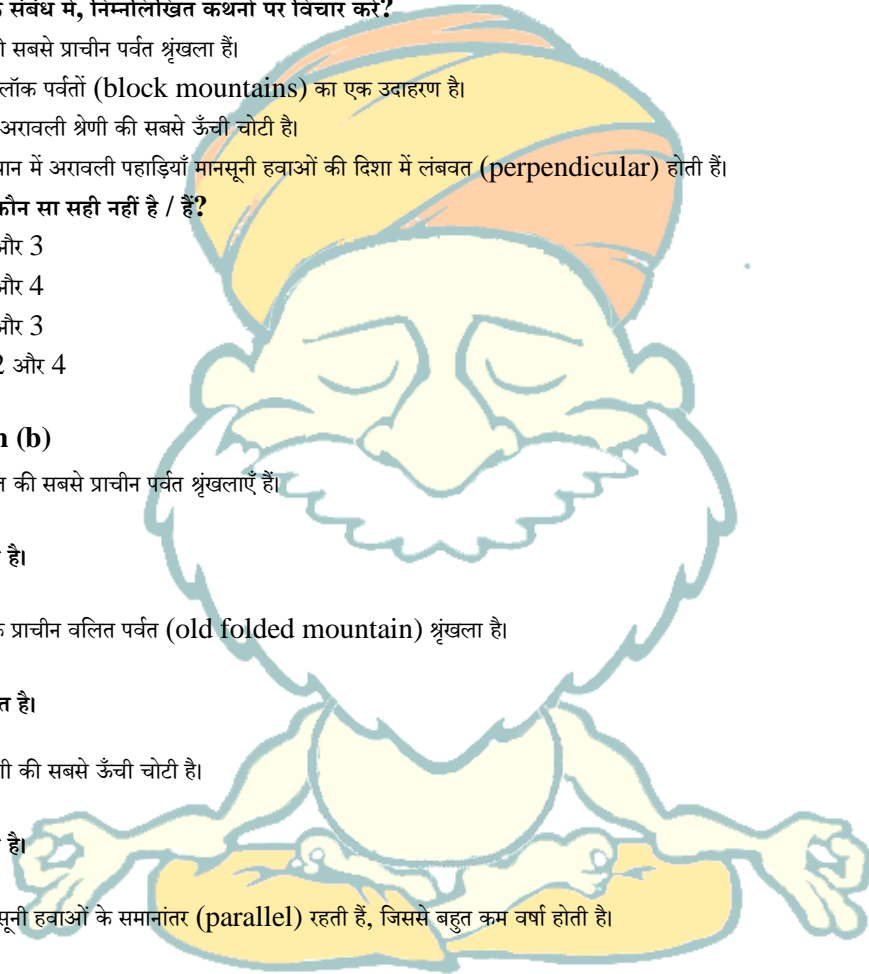 संबंध में, निम्नलिखित कथनों पर विचार करें?
सबसे प्राचीन पर्वत श्रृंखला हैं।
पर्वतों (block mountains) का एक उदाहरण है।
अरावली श्रेणी की सबसे ऊँची चोटी है।
में अरावली पहाड़ियाँ मानसूनी हवाओं की दिशा में लंबवत (perpendicular) होती हैं।
कौन सा सही नहीं है / हैं?
और 3
और 4
और 3
2 और 4
(b)
की सबसे प्राचीन पर्वत श्रृंखलाएँ हैं।
है।
प्राचीन वलित पर्वत (old folded mountain) श्रृंखला है।
है।
की सबसे ऊँची चोटी है।
है।
हवाओं के समानांतर (parallel) रहती हैं, जिससे बहुत कम वर्षा होती है।